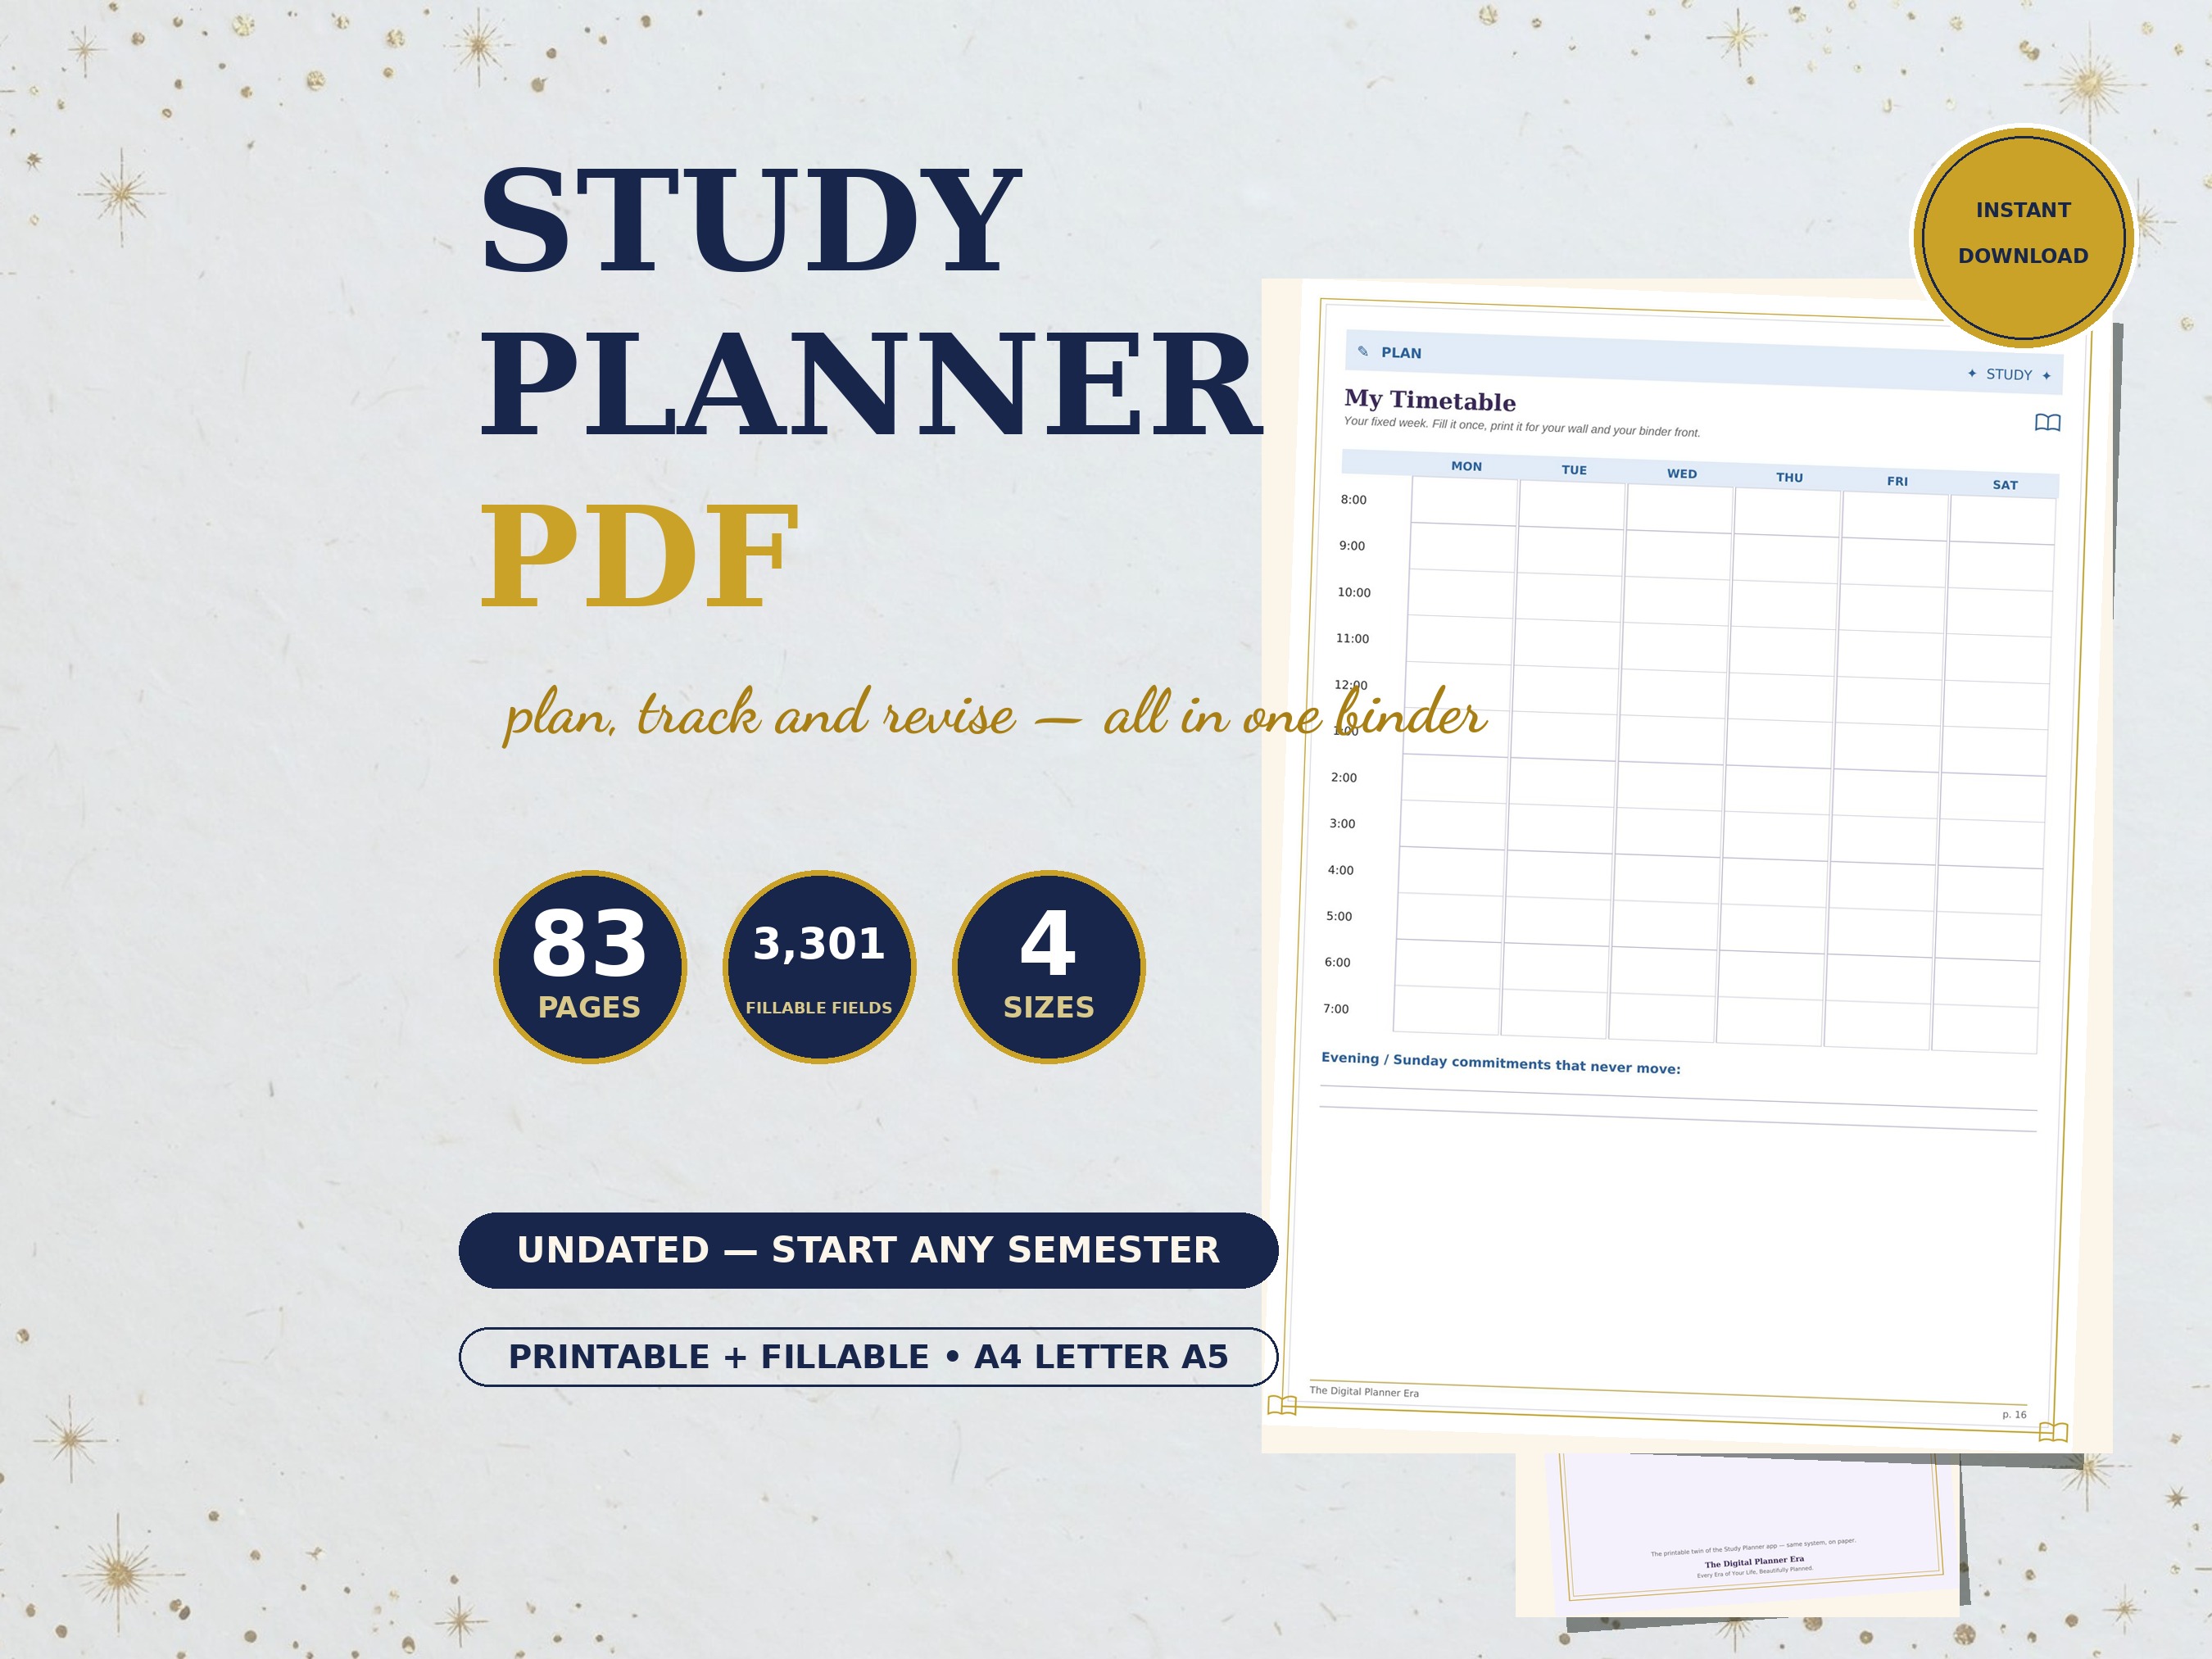 STUDY
PLANNER
PDF
plan, track and revise — all in one binder
83
PAGES
3,301
FILLABLE FIELDS
4
SIZES
UNDATED — START ANY SEMESTER
PRINTABLE + FILLABLE • A4 LETTER A5
INSTANT
DOWNLOAD
✎ PLAN
✦ STUDY ✦
My Timetable
Your fixed week. Fill it once, print it for your wall and your binder front.
MON TUE WED THU FRI SAT
8:00
9:00
10:00
11:00
12:00
1:00
2:00
3:00
4:00
5:00
6:00
7:00
Evening / Sunday commitments that never move:
The Digital Planner Era
p. 16
The printable twin of the Study Planner app — same system, on paper.
The Digital Planner Era
Every Era of Your Life, Beautifully Planned.